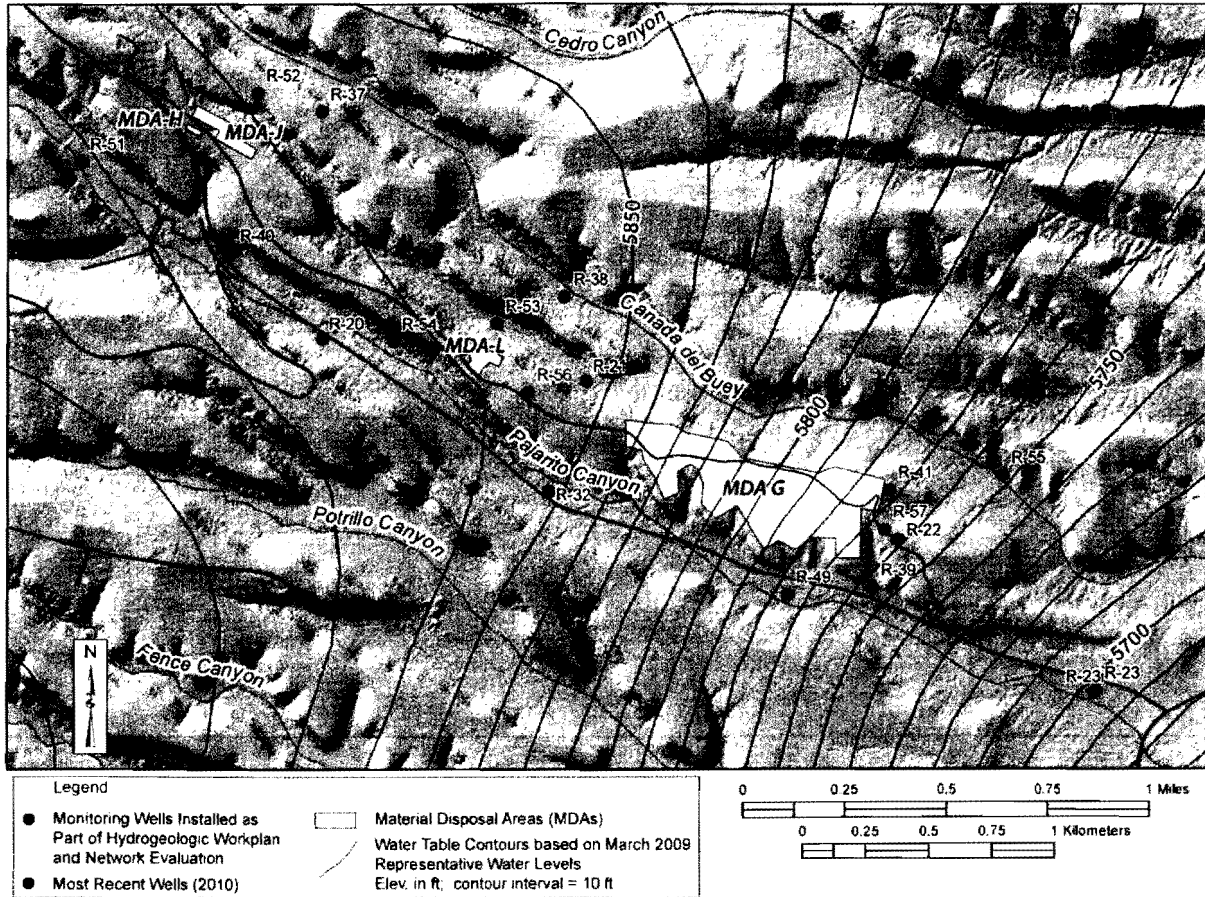 Cedro Canyon
R-52
R-37
MDA-H
MDA-J
R-51
R-40
5850
R-38
R-53
Canada del Buey
R-20
R-54
MDA-L
R-21
R-56
5750
5800
Pajarito Canyon
R-55
R-41
MDA G
R-57
R-32
R-22
Potrillo Canyon
R-39
R-49
5700
N
Fence Canyon
R-23 R-23
Legend
Monitoring Wells Installed as
Part of Hydrogeologic Workplan
and Network Evaluation
Most Recent Wells (2010)
Material Disposal Areas (MDAs)
Water Table Contours based on March 2009
Representative Water Levels
Elev. in ft; contour interval = 10 ft
0 0.25 0.5 0.75 1 Miles
0 0.25 0.5 0.75 1 Kilometers